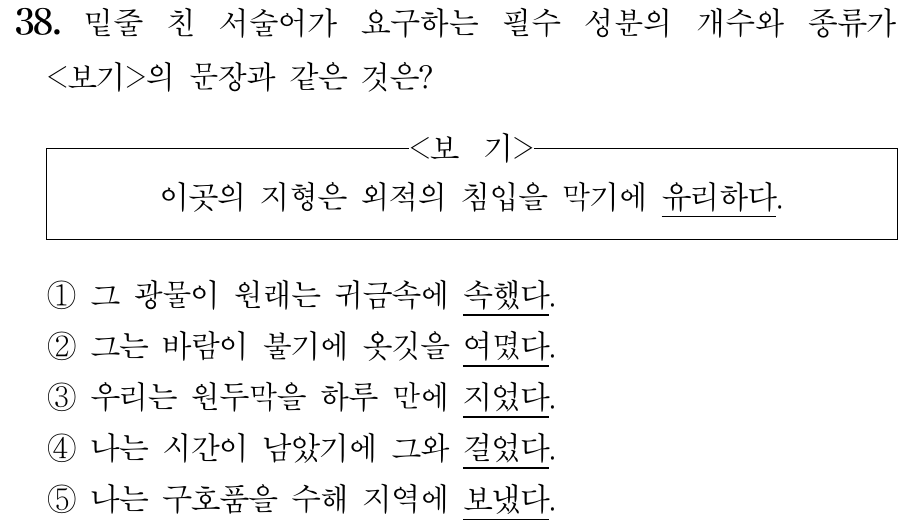 38. 밑줄 친 서술어가 요구하는 필수 성분의 개수와 종류가
<보기>의 문장과 같은 것은?
<보 기>
이곳의 지형은 외적의 침입을 막기에 유리하다.
① 그 광물이 원래는 귀금속에 속했다.
② 그는 바람이 불기에 옷깃을 여몄다.
③ 우리는 원두막을 하루 만에 지었다.
④ 나는 시간이 남았기에 그와 걸었다.
⑤ 나는 구호품을 수해 지역에 보냈다.